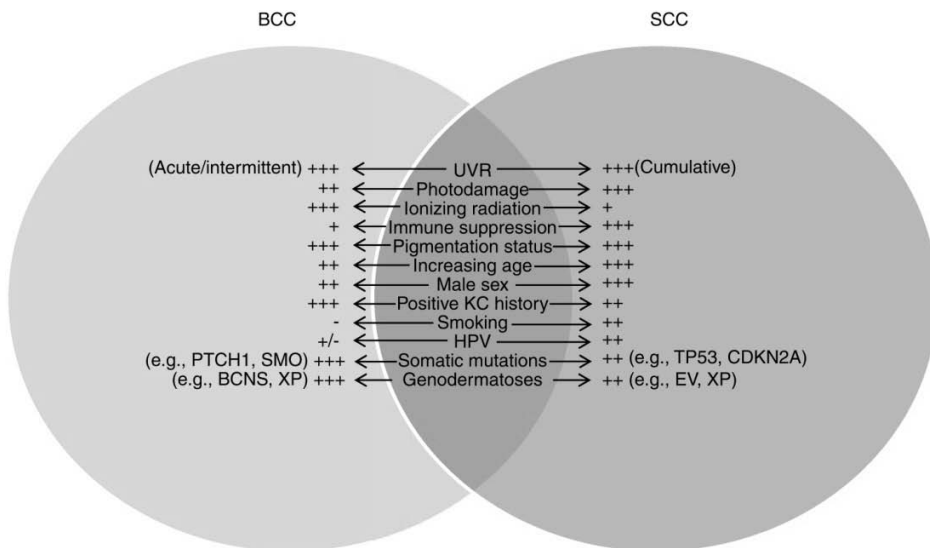 BCC SCC
(Acute/intermittent) +++ UVR +++(Cumulative)
++ Photodamage +++
+++ Ionizing radiation +
+ Immune suppression +++
+++ Pigmentation status +++
++ Increasing age +++
++ Male sex +++
+++ Positive KC history ++
- Smoking ++
+/- HPV ++
(e.g., PTCH1, SMO) +++ Somatic mutations ++ (e.g., TP53, CDKN2A)
(e.g., BCNS, XP) +++ Genodermatoses ++ (e.g., EV, XP)